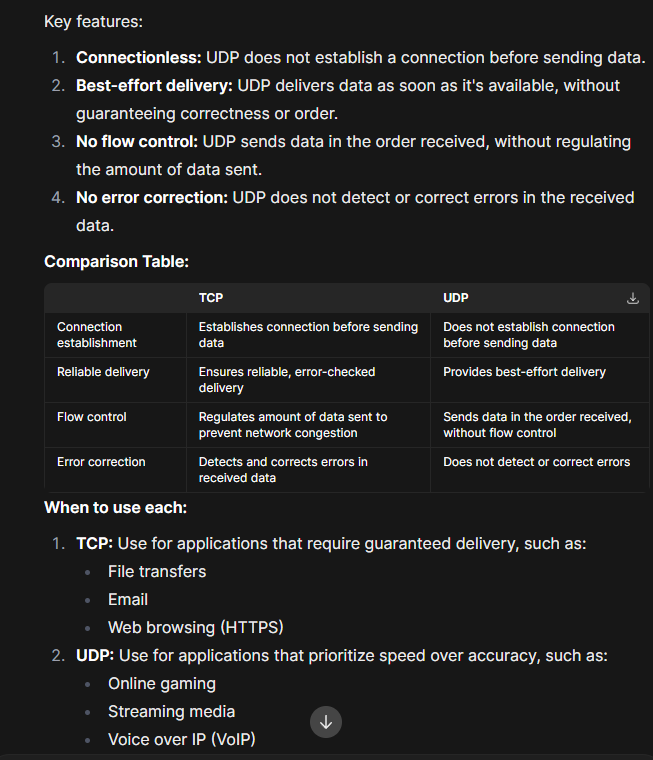 Key features:
1. Connectionless: UDP does not establish a connection before sending data.
2. Best-effort delivery: UDP delivers data as soon as it's available, without
guaranteeing correctness or order.
3. No flow control: UDP sends data in the order received, without regulating
the amount of data sent.
4. No error correction: UDP does not detect or correct errors in the received
data.
Comparison Table:
TCP UDP
Connection establishment Establishes connection before sending data Does not establish connection before sending data
Reliable delivery Ensures reliable, error-checked delivery Provides best-effort delivery
Flow control Regulates amount of data sent to prevent network congestion Sends data in the order received, without flow control
Error correction Detects and corrects errors in received data Does not detect or correct errors
When to use each:
1. TCP: Use for applications that require guaranteed delivery, such as:
• File transfers
• Email
• Web browsing (HTTPS)
2. UDP: Use for applications that prioritize speed over accuracy, such as:
• Online gaming
• Streaming media
• Voice over IP (VoIP)